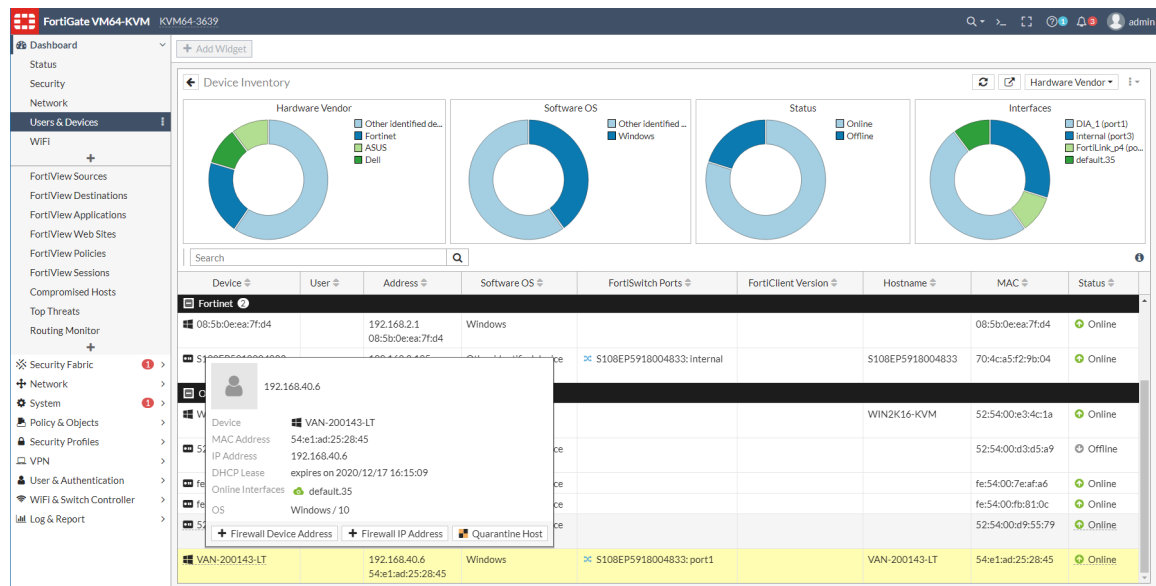 FortiGate VM64-KVM KVM64-3639
admin
Dashboard
Status
Security
Network
Users & Devices
WiFi
FortiView Sources
FortiView Destinations
FortiView Applications
FortiView Web Sites
FortiView Policies
FortiView Sessions
Compromised Hosts
Top Threats
Routing Monitor
Security Fabric 1
Network
System 1
Policy & Objects
Security Profiles
VPN
User & Authentication
WiFi & Switch Controller
Log & Report
+ Add Widget
Device Inventory
Hardware Vendor
Hardware Vendor
Other identified de...
Fortinet
ASUS
Dell
Software OS
Other identified ...
Windows
Status
Online
Offline
Interfaces
DIA_1 (port1)
internal (port3)
FortiLink_p4 (po...
default.35
Search
Device User Address Software OS FortiSwitch Ports FortiClient Version Hostname MAC Status
Fortinet 2
08:5b:0e:ea:7f:d4 192.168.2.1 Windows 08:5b:0e:ea:7f:d4 Online
08:5b:0e:ea:7f:d4
S108EP5918004833: internal S108EP5918004833 70:4c:a5:f2:9b:04 Online
WIN2K16-KVM 52:54:00:e3:4c:1a Online
52:54:00:d3:d5:a9 Offline
fe:54:00:7e:af:a6 Online
fe:54:00:fb:81:0c Online
52:54:00:d9:55:79 Online
VAN-200143-LT 192.168.40.6 Windows S108EP5918004833: port1 VAN-200143-LT 54:e1:ad:25:28:45 Online
54:e1:ad:25:28:45
192.168.40.6
Device VAN-200143-LT
MAC Address 54:e1:ad:25:28:45
IP Address 192.168.40.6
DHCP Lease expires on 2020/12/17 16:15:09
Online Interfaces default.35
OS Windows / 10
+ Firewall Device Address + Firewall IP Address Quarantine Host